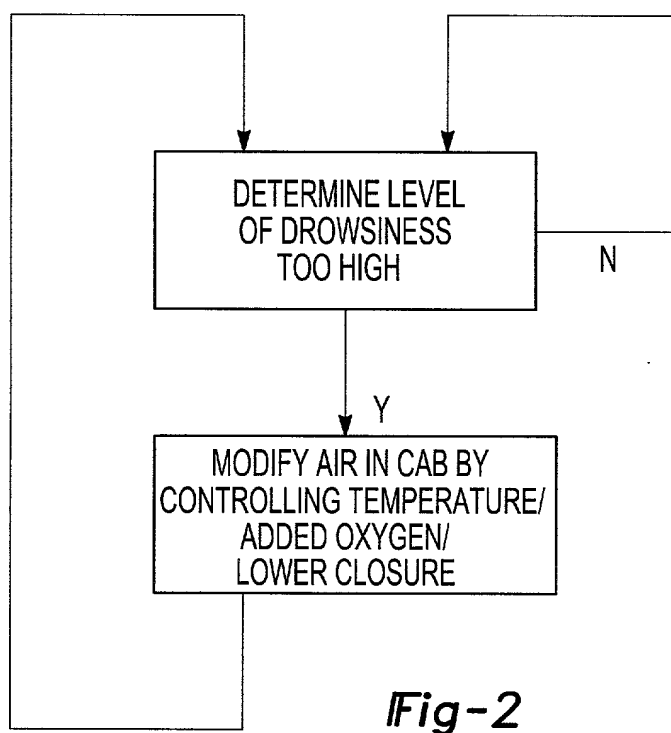 DETERMINE LEVEL
OF DROWSINESS
TOO HIGH
N
Y
MODIFY AIR IN CAB BY
CONTROLLING TEMPERATURE/
ADDED OXYGEN/
LOWER CLOSURE
Fig-2